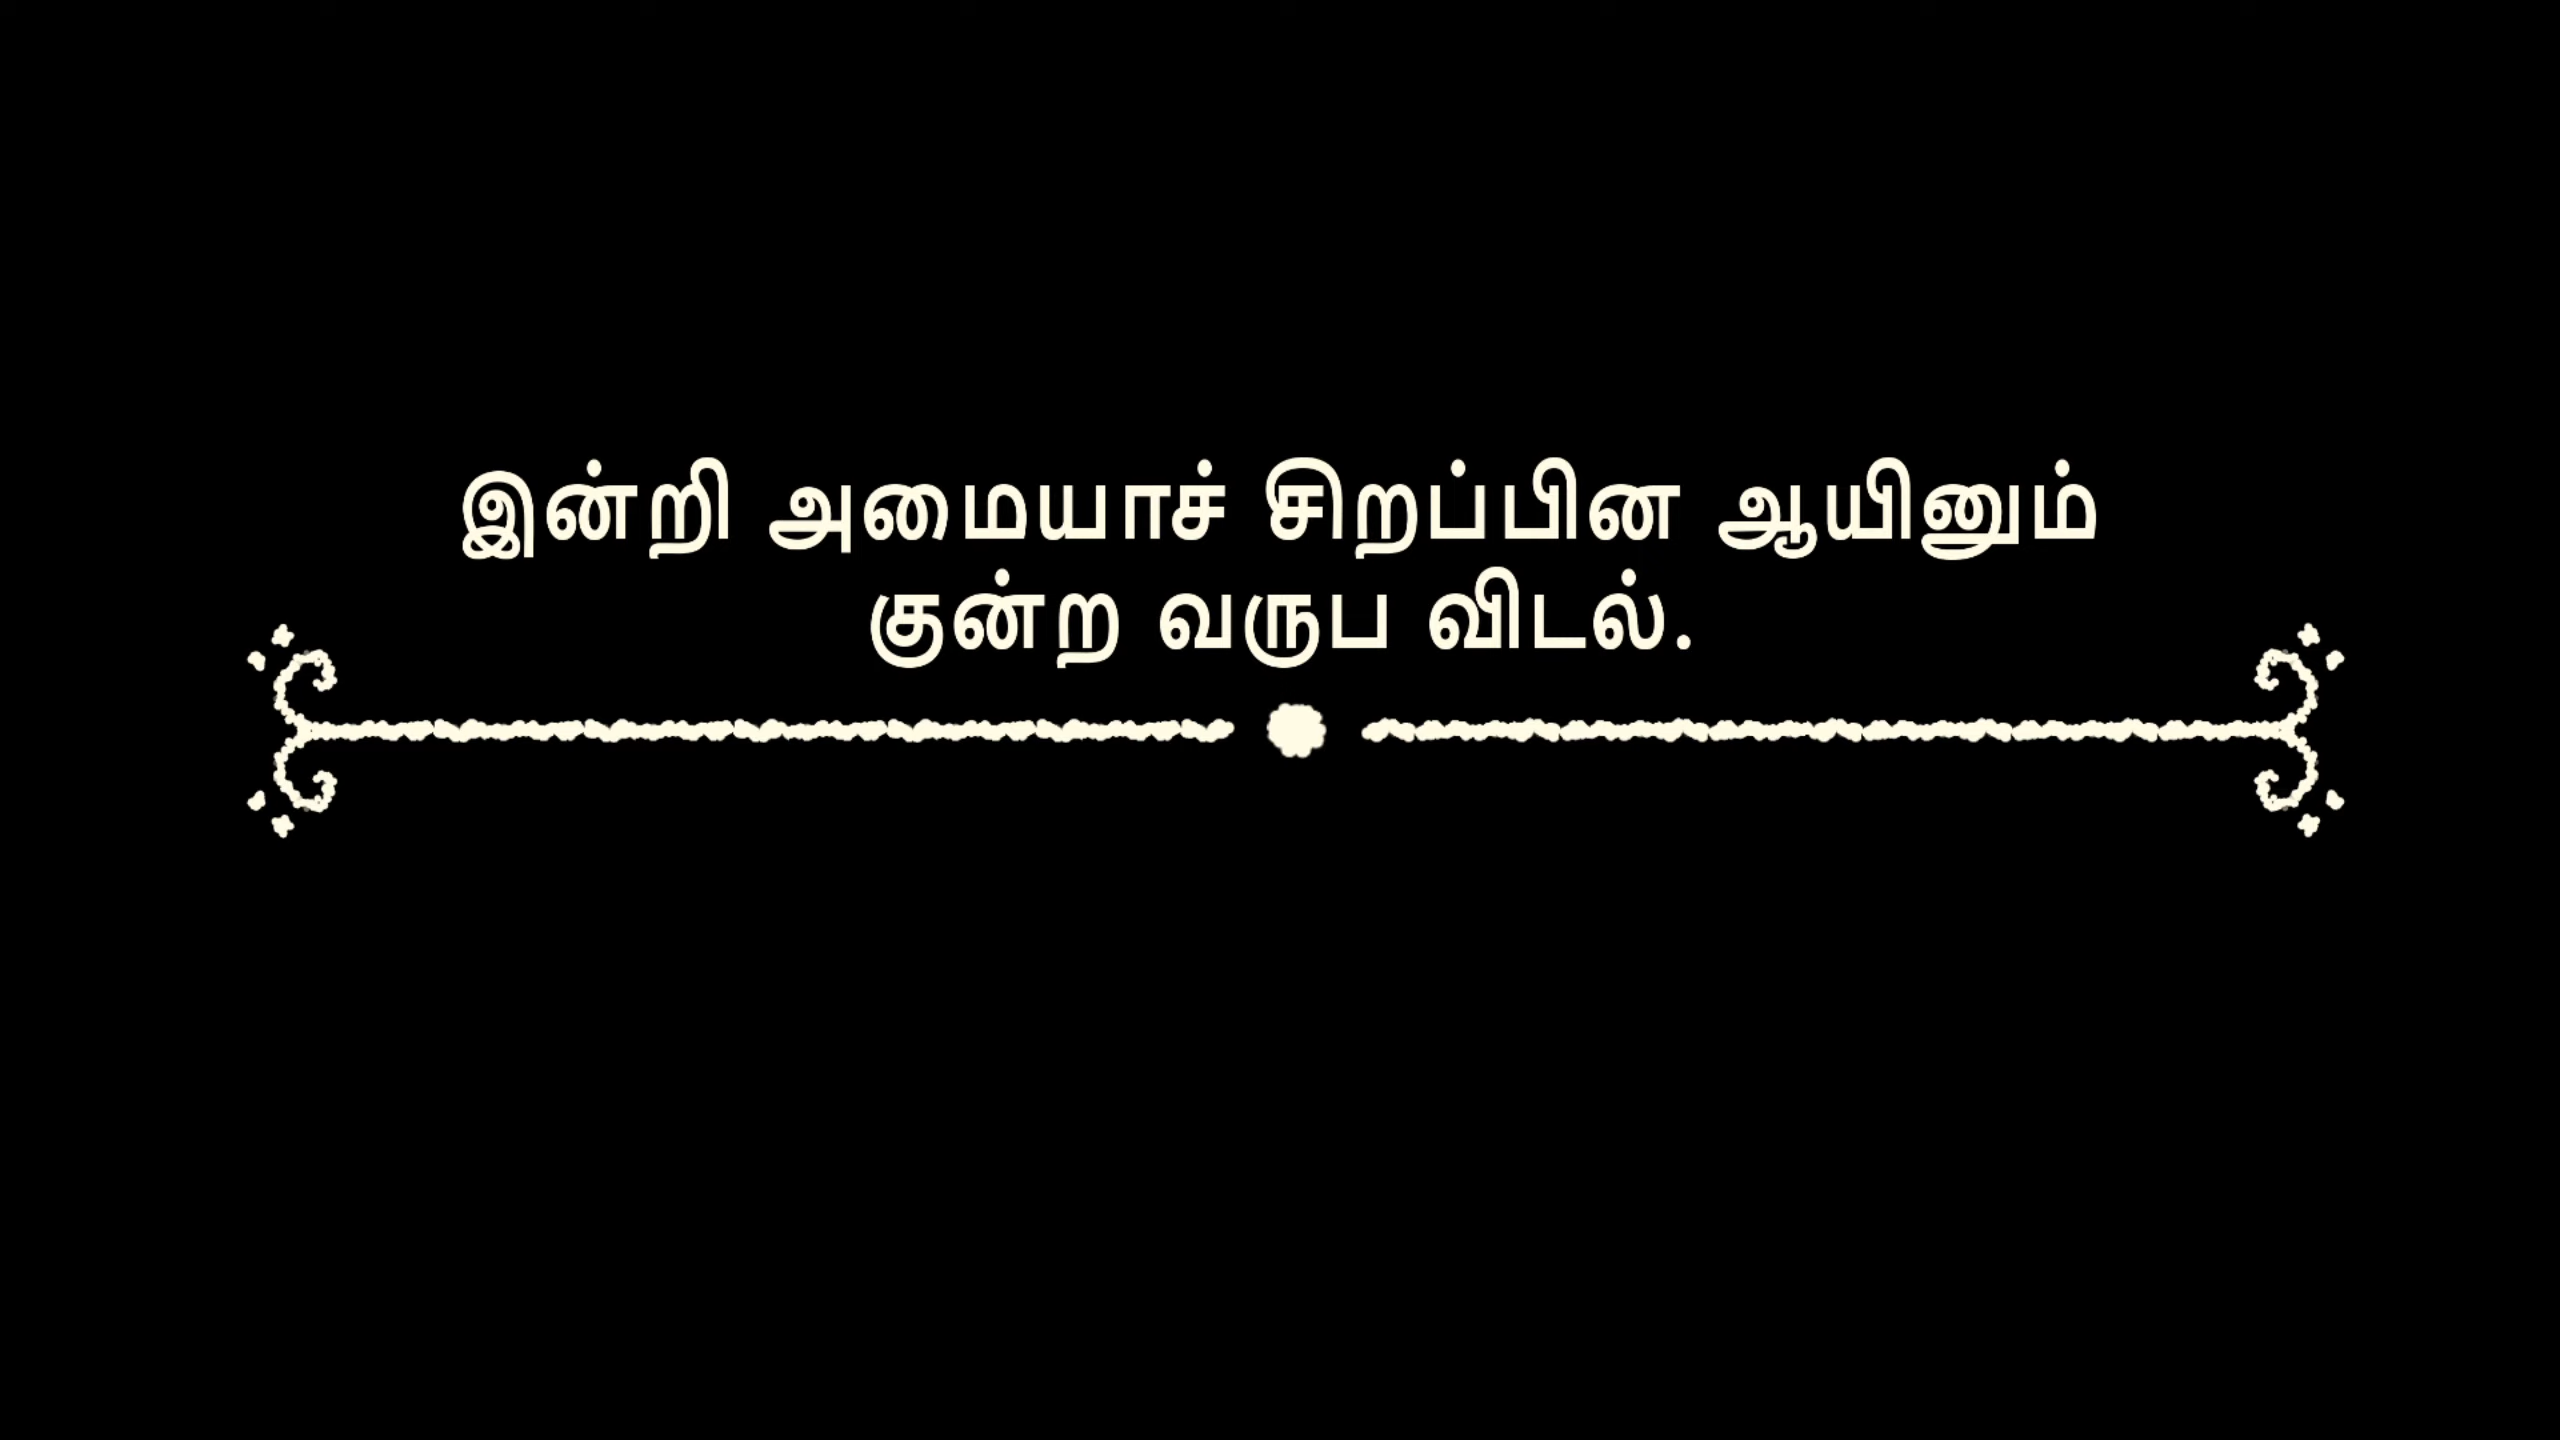 இன்றி அமையாச் சிறப்பின ஆயினும்
குன்ற வருப விடல்.